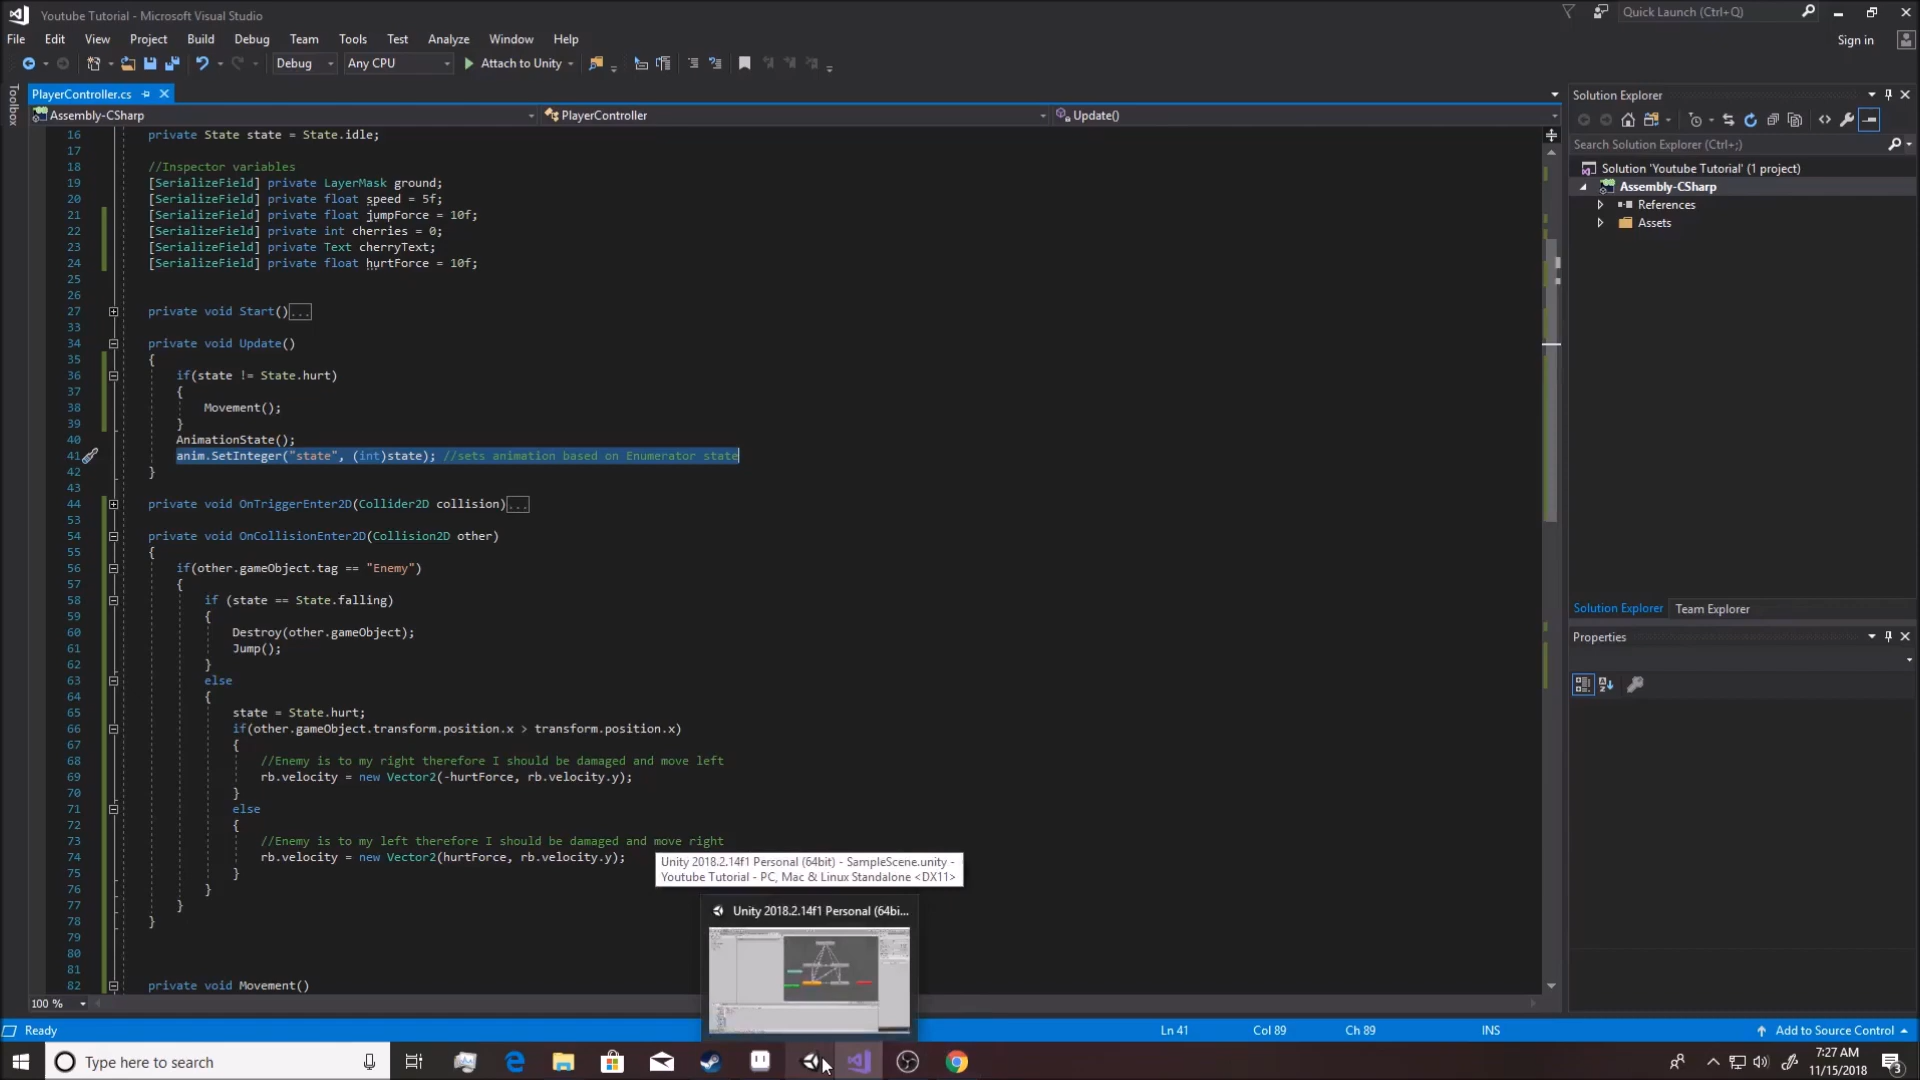 Youtube Tutorial - Microsoft Visual Studio
Quick Launch (Ctrl+Q)
File Edit View Project Build Debug Team Tools Test Analyze Window Help
Sign in
Debug Any CPU Attach to Unity
Toolbox
PlayerController.cs
Assembly-CSharp PlayerController Update()
16 private State state = State.idle;
17
18 //Inspector variables
19 [SerializeField] private LayerMask ground;
20 [SerializeField] private float speed = 5f;
21 [SerializeField] private float jumpForce = 10f;
22 [SerializeField] private int cherries = 0;
23 [SerializeField] private Text cherryText;
24 [SerializeField] private float hurtForce = 10f;
25
26
27 private void Start()...
33
34 private void Update()
35 {
36 if(state != State.hurt)
37 {
38 Movement();
39 }
40 AnimationState();
41 anim.SetInteger("state", (int)state); //sets animation based on Enumerator state
42 }
43
44 private void OnTriggerEnter2D(Collider2D collision)...
53
54 private void OnCollisionEnter2D(Collision2D other)
55 {
56 if(other.gameObject.tag == "Enemy")
57 {
58 if (state == State.falling)
59 {
60 Destroy(other.gameObject);
61 Jump();
62 }
63 else
64 {
65 state = State.hurt;
66 if(other.gameObject.transform.position.x > transform.position.x)
67 {
68 //Enemy is to my right therefore I should be damaged and move left
69 rb.velocity = new Vector2(-hurtForce, rb.velocity.y);
70 }
71 else
72 {
73 //Enemy is to my left therefore I should be damaged and move right
74 rb.velocity = new Vector2(hurtForce, rb.velocity.y);
75 }
76 }
77 }
78 }
79
80
81
82 private void Movement()
100 %
Unity 2018.2.14f1 Personal (64bit) - SampleScene.unity -
Youtube Tutorial - PC, Mac & Linux Standalone <DX11>
Unity 2018.2.14f1 Personal (64bi...
Solution Explorer
Search Solution Explorer (Ctrl+;)
Solution 'Youtube Tutorial' (1 project)
Assembly-CSharp
References
Assets
Solution Explorer Team Explorer
Properties
Ready Ln 41 Col 89 Ch 89 INS Add to Source Control
Type here to search
7:27 AM
11/15/2018
3